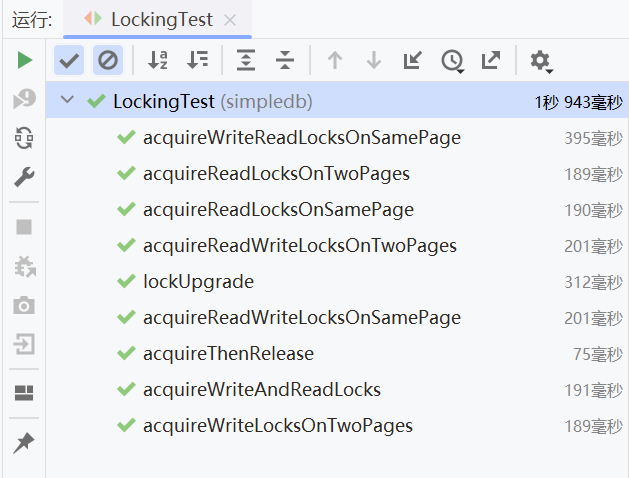 运行: LockingTest
LockingTest (simpledb) 1秒 943毫秒
acquireWriteReadLocksOnSamePage 395毫秒
acquireReadLocksOnTwoPages 189毫秒
acquireReadLocksOnSamePage 190毫秒
acquireReadWriteLocksOnTwoPages 201毫秒
lockUpgrade 312毫秒
acquireReadWriteLocksOnSamePage 201毫秒
acquireThenRelease 75毫秒
acquireWriteAndReadLocks 191毫秒
acquireWriteLocksOnTwoPages 189毫秒